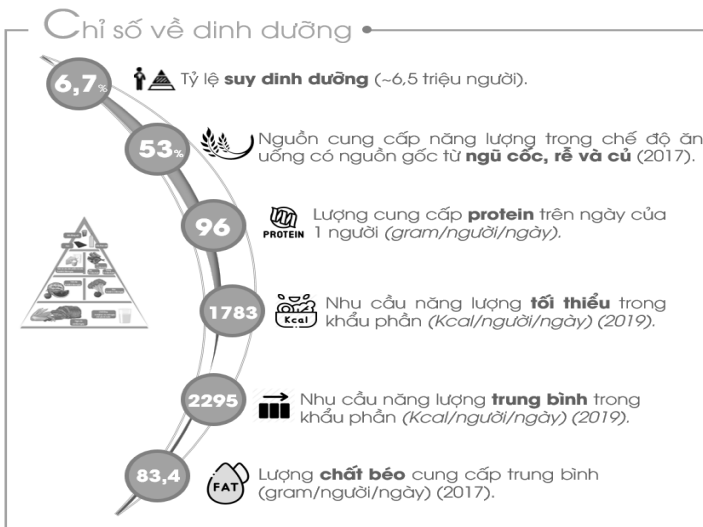 Chỉ số về dinh dưỡng
6,7%
Tỷ lệ suy dinh dưỡng (~6,5 triệu người).
53%
Nguồn cung cấp năng lượng trong chế độ ăn
uống có nguồn gốc từ ngũ cốc, rễ và củ (2017).
96
PROTEIN
Lượng cung cấp protein trên ngày của
1 người (gram/người/ngày).
1783
Kcal
Nhu cầu năng lượng tối thiểu trong
khẩu phần (Kcal/người/ngày) (2019).
2295
Nhu cầu năng lượng trung bình trong
khẩu phần (Kcal/người/ngày) (2019).
83,4
FAT
Lượng chất béo cung cấp trung bình
(gram/người/ngày) (2017).